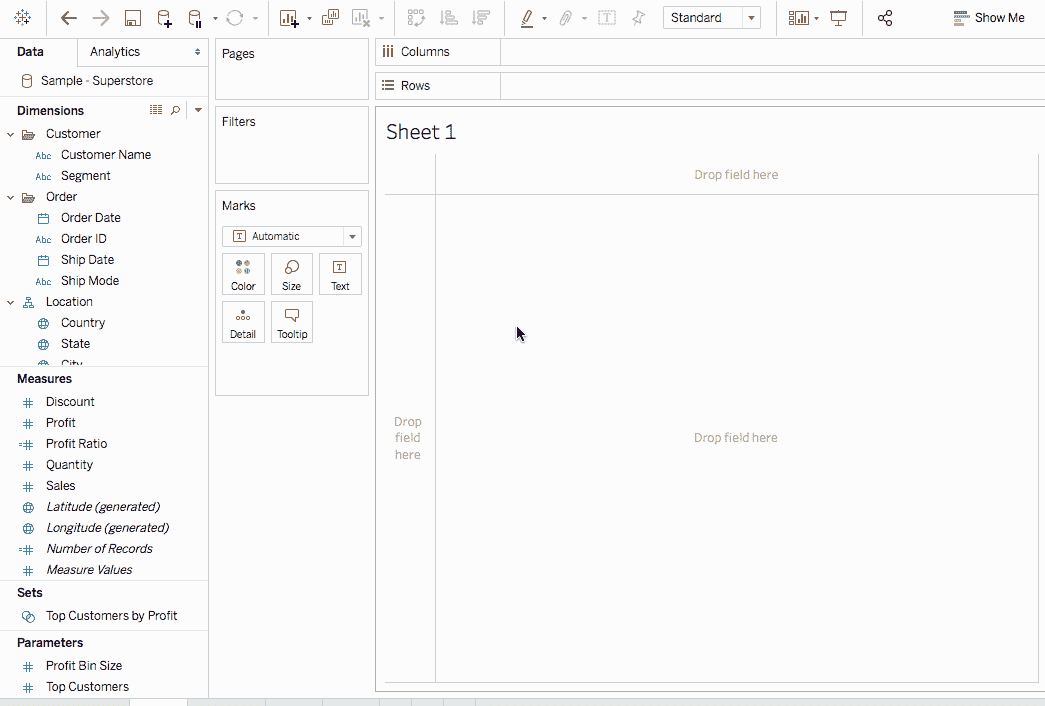 Standard
Show Me
Data
Analytics
Sample - Superstore
Dimensions
Customer
Abc Customer Name
Abc Segment
Order
Order Date
Abc Order ID
Ship Date
Abc Ship Mode
Location
Country
State
City
Measures
# Discount
# Profit
=# Profit Ratio
# Quantity
# Sales
Latitude (generated)
Longitude (generated)
=# Number of Records
# Measure Values
Sets
Top Customers by Profit
Parameters
# Profit Bin Size
# Top Customers
Pages
Filters
Marks
T Automatic
Color
Size
T
Text
Detail
Tooltip
Columns
Rows
Sheet 1
Drop field here
Drop
field
here
Drop field here